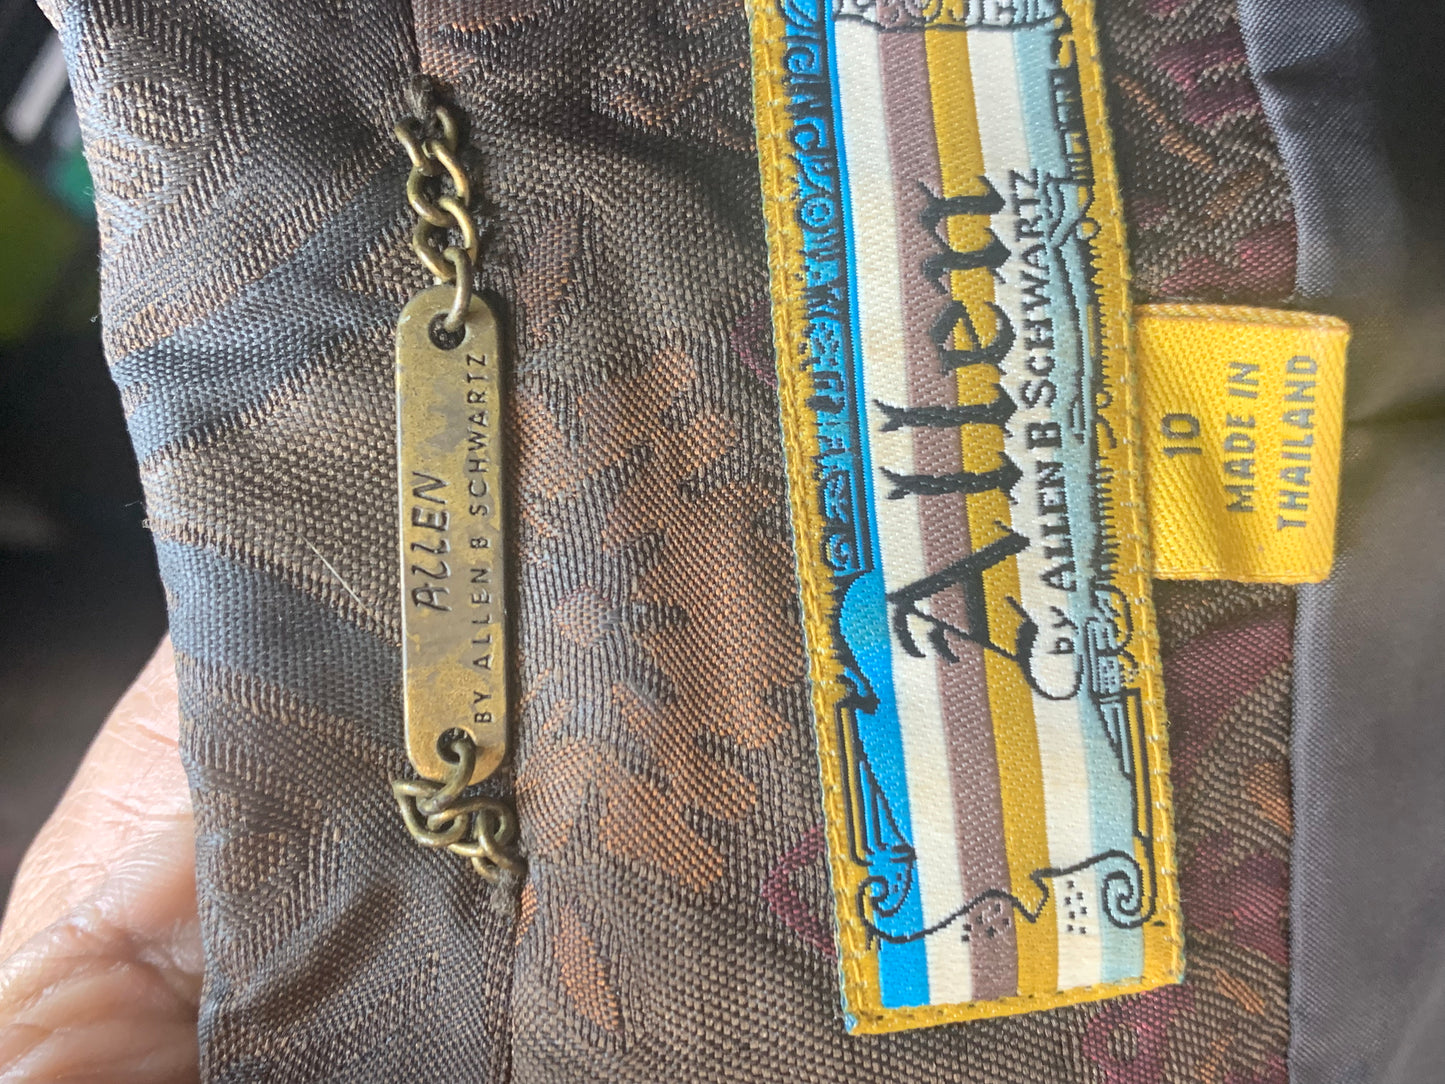 ALLEN
BY ALLEN B SCHWARTZ
Allen
by ALLEN B SCHWARTZ
10
MADE IN
THAILAND